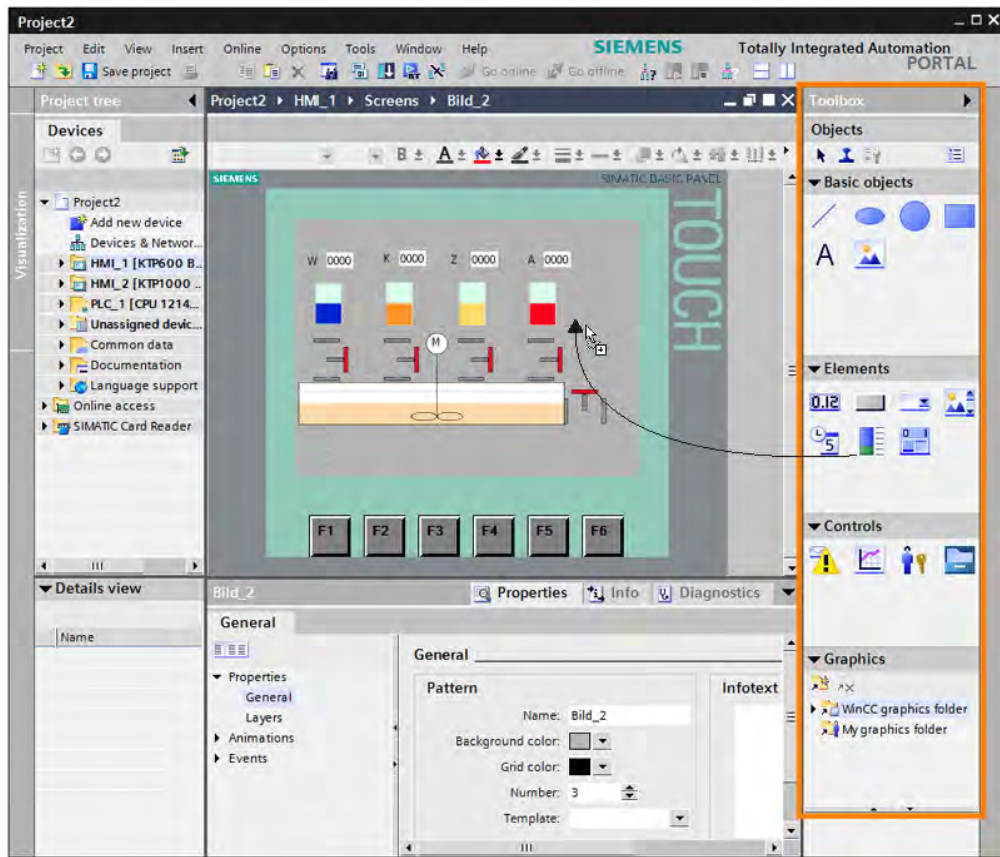 Project2
Project Edit View Insert Online Options Tools Window Help
SIEMENS
Totally Integrated Automation
PORTAL
Save project
Go online
Go offline
Project tree
Project2 HMI_1 Screens Bild_2
Toolbox
Devices
Objects
B A
Visualization
SIEMENS
SIMATIC BASIC PANEL
Basic objects
Project2
Add new device
Devices & Networ...
HMI_1 [KTP600 B..
HMI_2 [KTP1000 ..
PLC_1 [CPU 1214...
Unassigned devic...
Common data
Documentation
Language support
Online access
SIMATIC Card Reader
TOUCH
A
W 0000 K 0000 Z 0000 A 0000
M
Elements
0.12
5
0 1
F1 F2 F3 F4 F5 F6
Controls
Details view
Name
Bild_2
Properties Info Diagnostics
General
Properties
General
Layers
Animations
Events
General
Pattern
Infotext
Name: Bild_2
Background color:
Grid color:
Number: 3
Template:
Graphics
WinCC graphics folder
My graphics folder